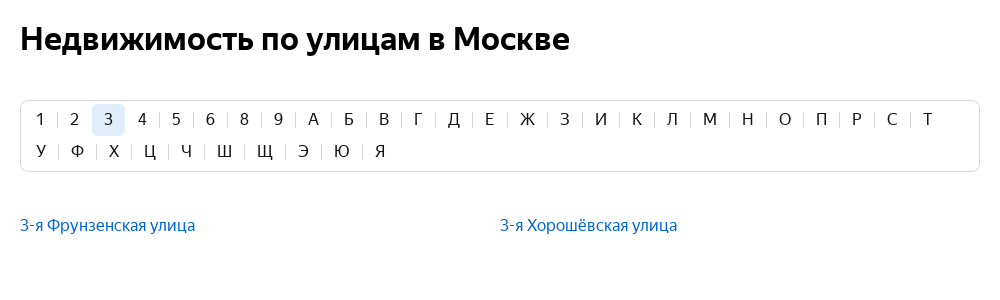 Недвижимость по улицам в Москве
1 2 3 4 5 6 8 9 А Б В Г Д Е Ж З И К Л М Н О П Р С Т
У Ф Х Ц Ч Ш Щ Э Ю Я
3-я Фрунзенская улица 3-я Хорошёвская улица